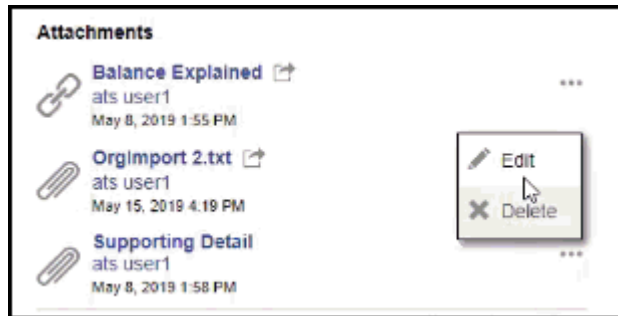 Attachments
Balance Explained
ats user1
May 8, 2019 1:55 PM
OrgImport 2.txt
ats user1
May 15, 2019 4:19 PM
Edit
Delete
Supporting Detail
ats user1
May 8, 2019 1:58 PM